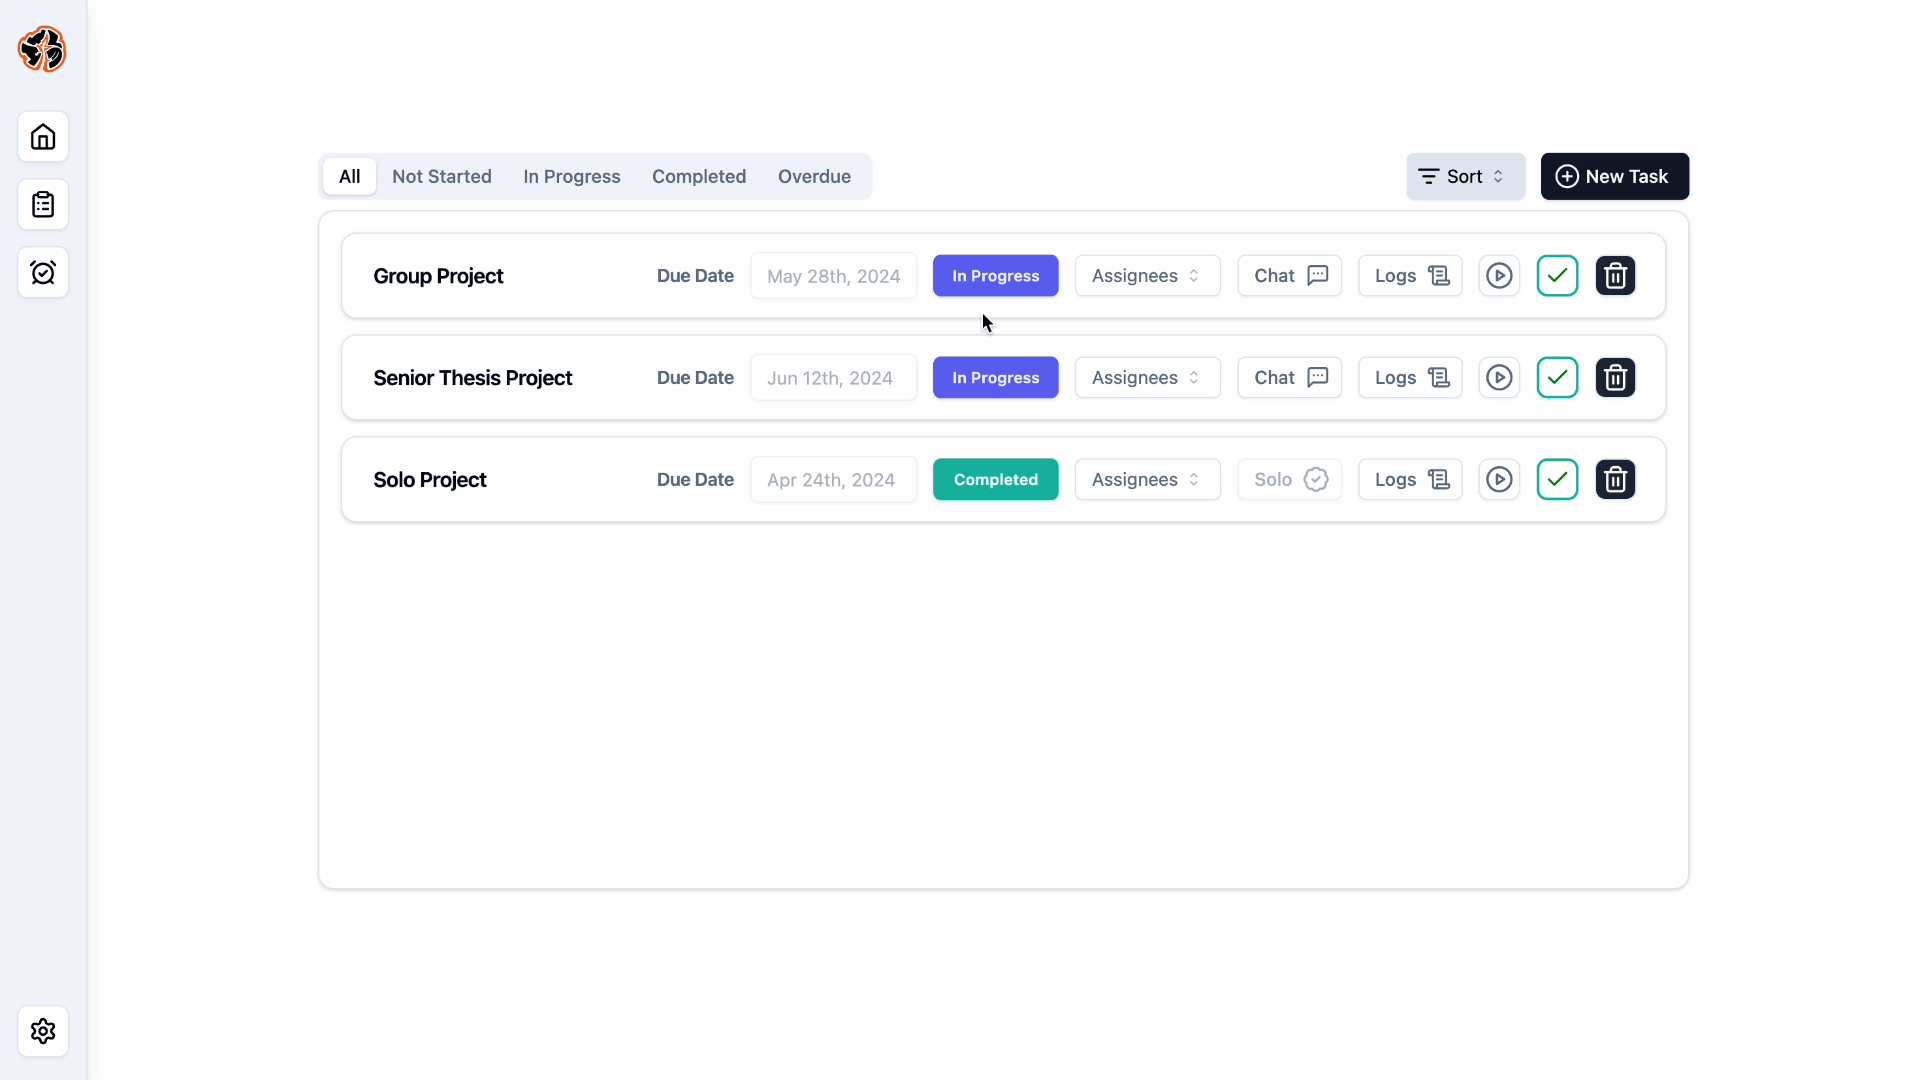 All Not Started In Progress Completed Overdue Sort New Task
Group Project Due Date May 28th, 2024 In Progress Assignees Chat Logs
Senior Thesis Project Due Date Jun 12th, 2024 In Progress Assignees Chat Logs
Solo Project Due Date Apr 24th, 2024 Completed Assignees Solo Logs